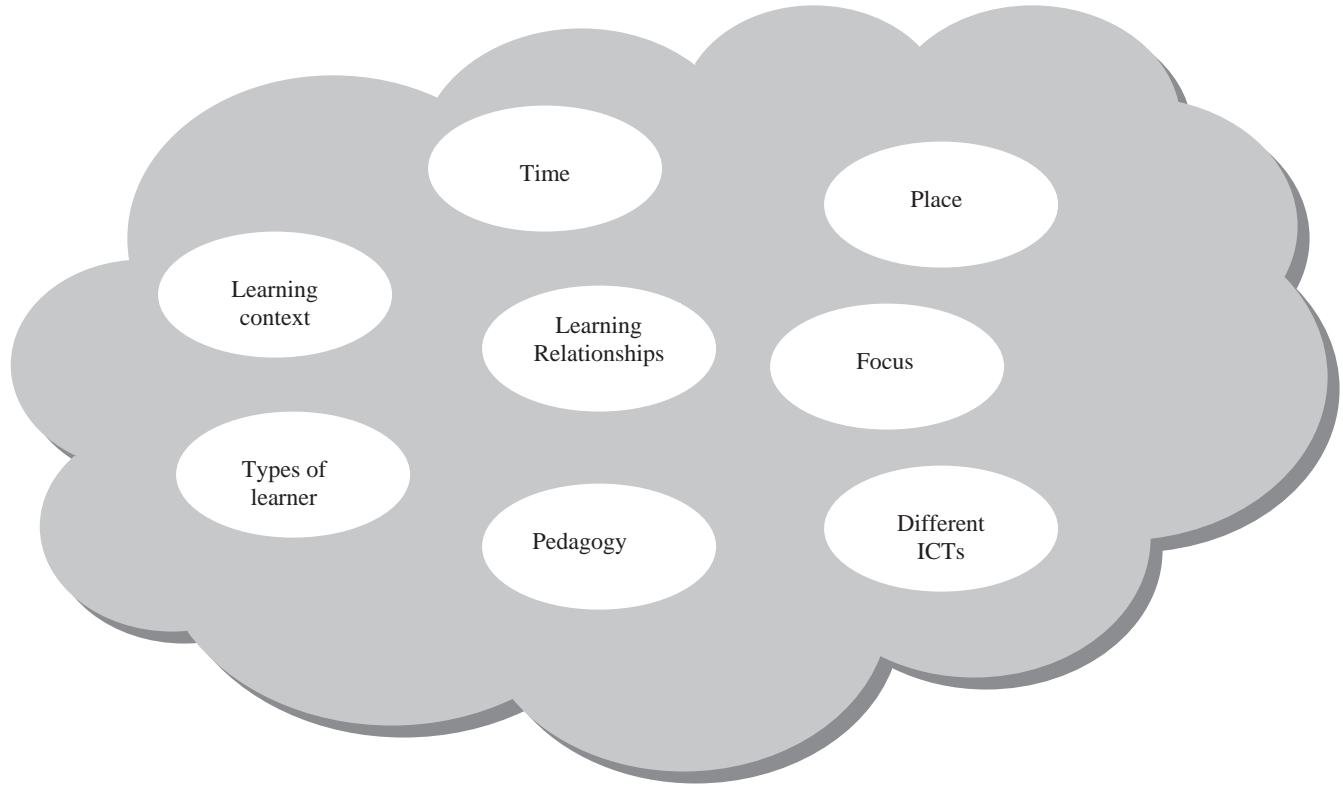 Time
Place
Learning
context
Learning
Relationships
Focus
Types of
learner
Pedagogy
Different
ICTs